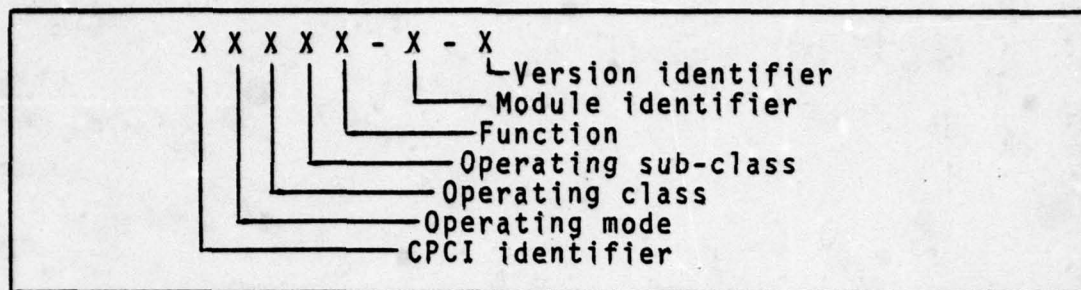 X X X X X - X - X
Version identifier
Module identifier
Function
Operating sub-class
Operating class
Operating mode
CPCI identifier